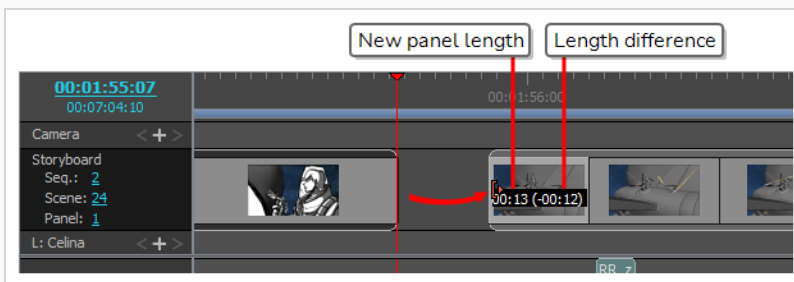 New panel length Length difference
00:01:55:07
00:07:04:10
00:01:56:00
Camera < + >
Storyboard
Seq.: 2
Scene: 24
Panel: 1
00:13 (-00:12)
L: Celina < + >
RR_z